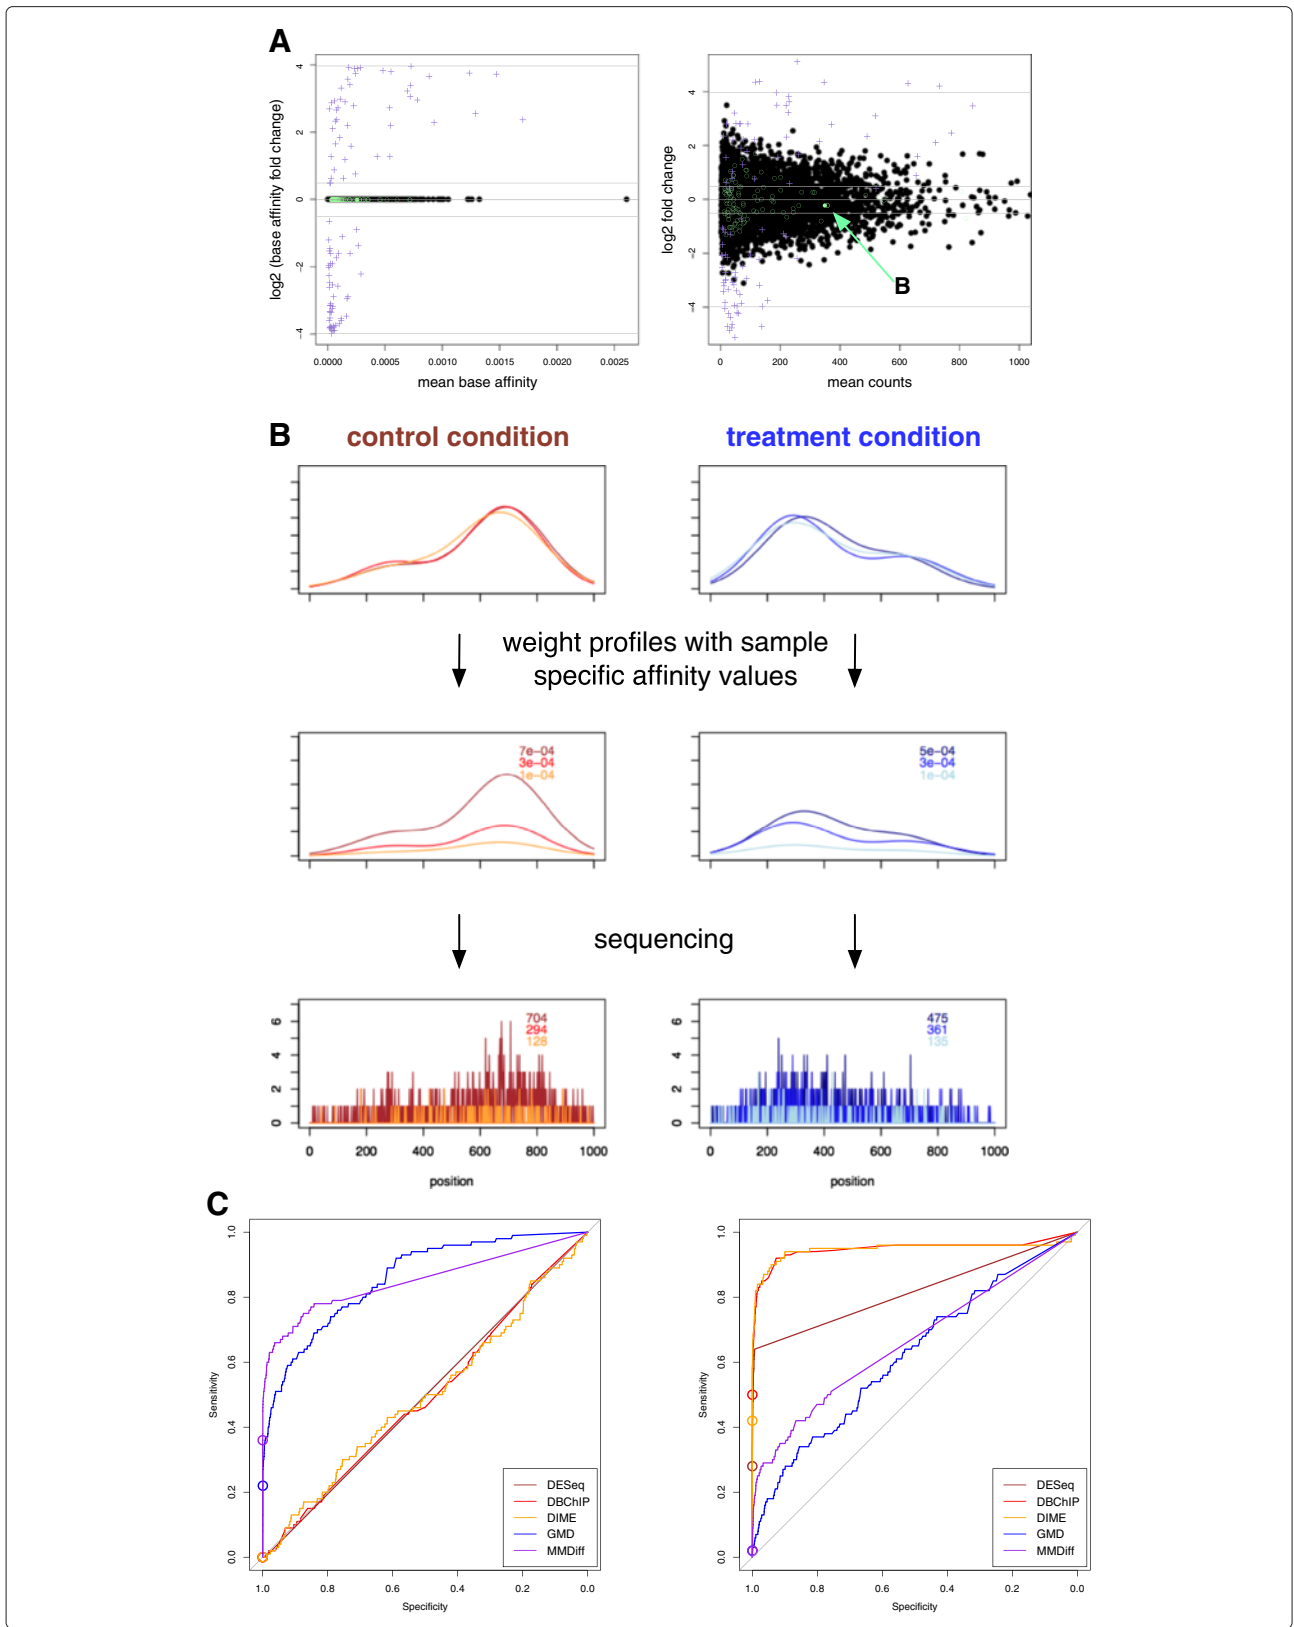 A
log2 (base affinity fold change)
4
2
0
−2
−4
0.0000 0.0005 0.0010 0.0015 0.0020 0.0025
mean base affinity
log2 fold change
4
2
0
−2
−4
B
0 200 400 600 800 1000
mean counts
B
control condition
treatment condition
weight profiles with sample
specific affinity values
7e−04
3e−04
1e−04
5e−04
3e−04
1e−04
sequencing
6
4
2
0
704
294
128
0 200 400 600 800 1000
position
6
4
2
0
475
361
135
0 200 400 600 800 1000
position
C
Sensitivity
1.0
0.8
0.6
0.4
0.2
0.0
DESeq
DBChIP
DIME
GMD
MMDiff
1.0 0.8 0.6 0.4 0.2 0.0
Specificity
Sensitivity
1.0
0.8
0.6
0.4
0.2
0.0
DESeq
DBChIP
DIME
GMD
MMDiff
1.0 0.8 0.6 0.4 0.2 0.0
Specificity